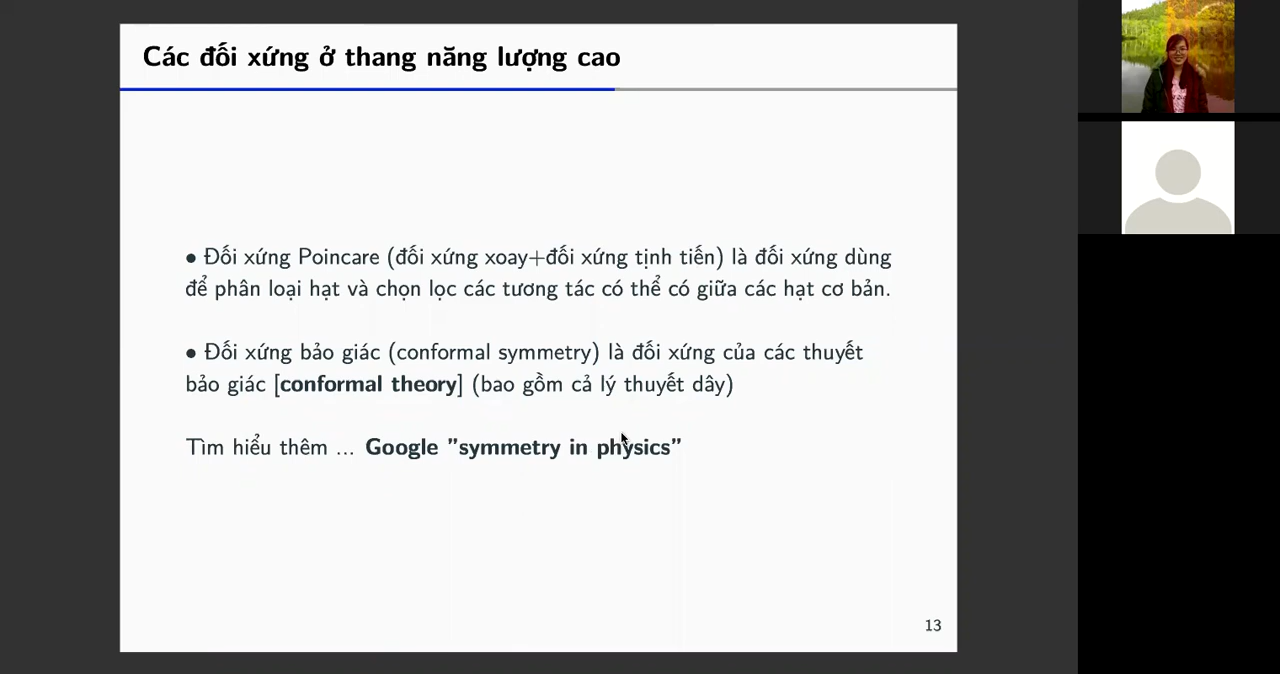 Các đối xứng ở thang năng lượng cao
• Đối xứng Poincare (đối xứng xoay+đối xứng tịnh tiến) là đối xứng dùng
để phân loại hạt và chọn lọc các tương tác có thể có giữa các hạt cơ bản.
• Đối xứng bảo giác (conformal symmetry) là đối xứng của các thuyết
bảo giác [conformal theory] (bao gồm cả lý thuyết dây)
Tìm hiểu thêm ... Google "symmetry in physics"
13